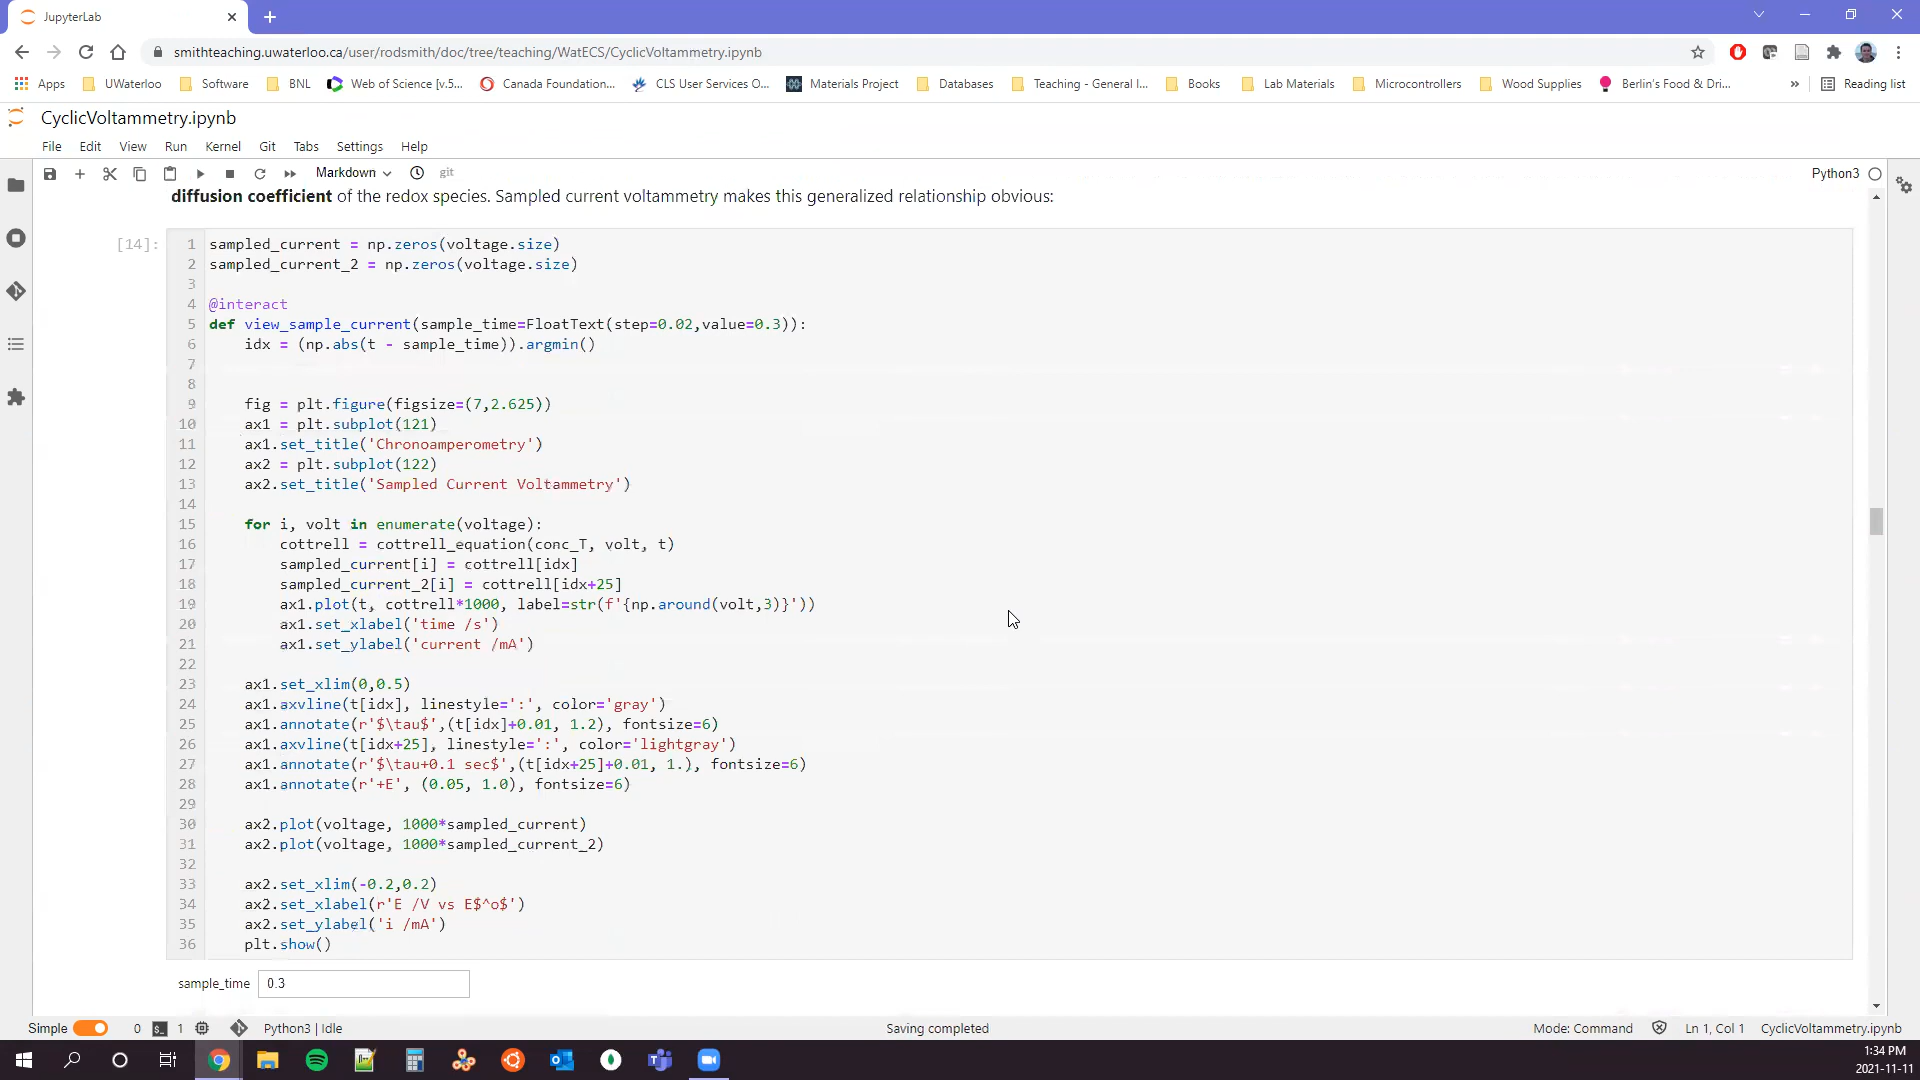 JupyterLab
smithteaching.uwaterloo.ca/user/rodsmith/doc/tree/teaching/WatECS/CyclicVoltammetry.ipynb
Apps UWaterloo Software BNL Web of Science [v.5... Canada Foundation... CLS User Services O... Materials Project Databases Teaching - General I... Books Lab Materials Microcontrollers Wood Supplies Berlin's Food & Dri... » Reading list
CyclicVoltammetry.ipynb
File Edit View Run Kernel Git Tabs Settings Help
Markdown git Python3
diffusion coefficient of the redox species. Sampled current voltammetry makes this generalized relationship obvious:
[14]: 1 sampled_current = np.zeros(voltage.size)
2 sampled_current_2 = np.zeros(voltage.size)
3
4 @interact
5 def view_sample_current(sample_time=FloatText(step=0.02,value=0.3)):
6     idx = (np.abs(t - sample_time)).argmin()
7
8
9     fig = plt.figure(figsize=(7,2.625))
10     ax1 = plt.subplot(121)
11     ax1.set_title('Chronoamperometry')
12     ax2 = plt.subplot(122)
13     ax2.set_title('Sampled Current Voltammetry')
14
15     for i, volt in enumerate(voltage):
16         cottrell = cottrell_equation(conc_T, volt, t)
17         sampled_current[i] = cottrell[idx]
18         sampled_current_2[i] = cottrell[idx+25]
19         ax1.plot(t, cottrell*1000, label=str(f'{np.around(volt,3)}'))
20         ax1.set_xlabel('time /s')
21         ax1.set_ylabel('current /mA')
22
23     ax1.set_xlim(0,0.5)
24     ax1.axvline(t[idx], linestyle=':', color='gray')
25     ax1.annotate(r'$\tau$',(t[idx]+0.01, 1.2), fontsize=6)
26     ax1.axvline(t[idx+25], linestyle=':', color='lightgray')
27     ax1.annotate(r'$\tau+0.1 sec$',(t[idx+25]+0.01, 1.), fontsize=6)
28     ax1.annotate(r'+E', (0.05, 1.0), fontsize=6)
29
30     ax2.plot(voltage, 1000*sampled_current)
31     ax2.plot(voltage, 1000*sampled_current_2)
32
33     ax2.set_xlim(-0.2,0.2)
34     ax2.set_xlabel(r'E /V vs E$^o$')
35     ax2.set_ylabel('i /mA')
36     plt.show()
sample_time 0.3
Simple 0 $_ 1 Python3 | Idle Saving completed Mode: Command Ln 1, Col 1 CyclicVoltammetry.ipynb
1:34 PM
2021-11-11